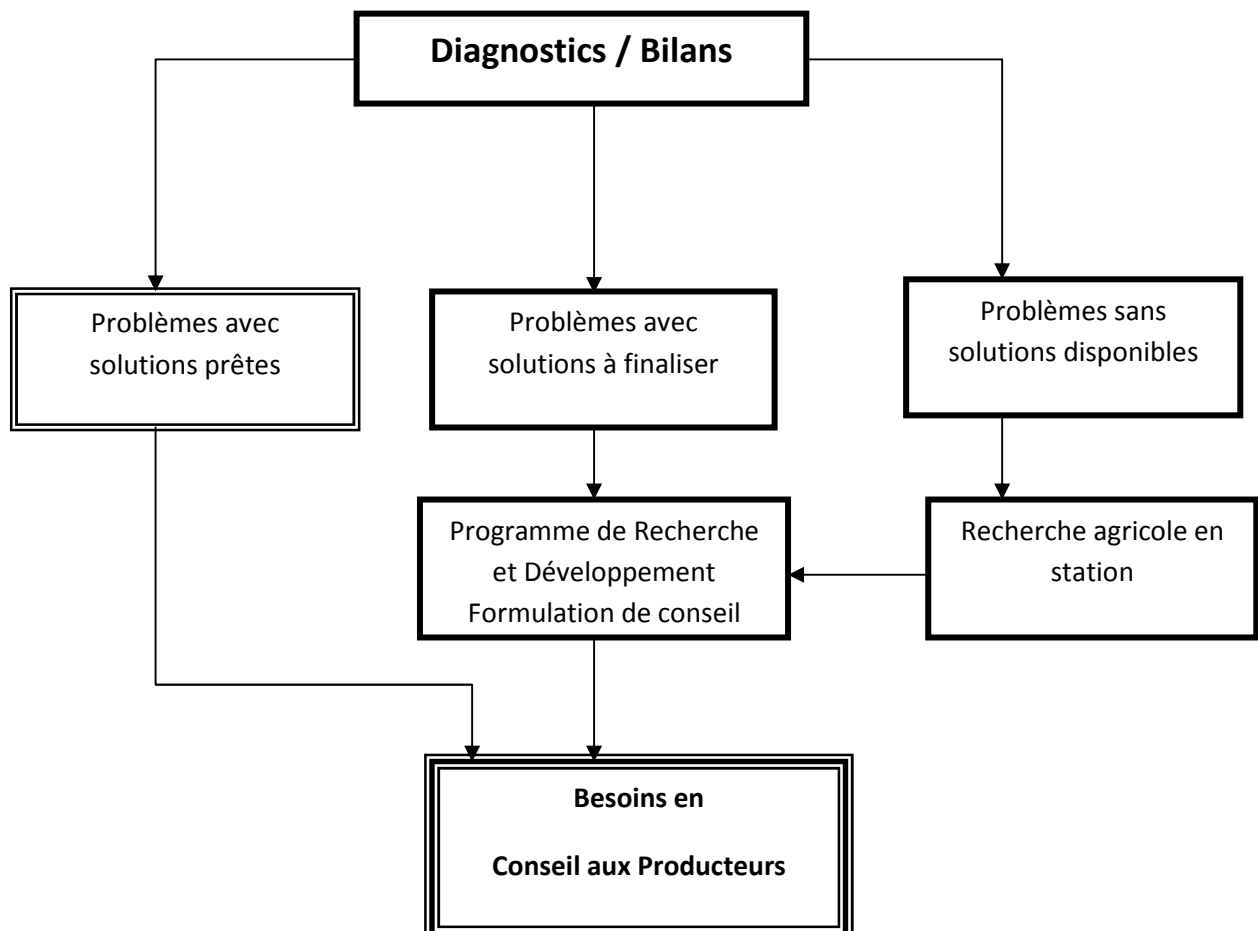 Diagnostics / Bilans
Problèmes avec
solutions prêtes
Problèmes avec
solutions à finaliser
Problèmes sans
solutions disponibles
Programme de Recherche
et Développement
Formulation de conseil
Recherche agricole en
station
Besoins en
Conseil aux Producteurs